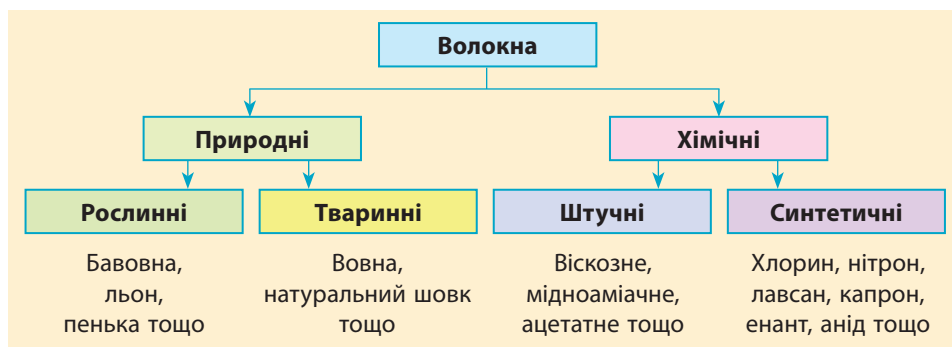 Волокна
Природні
Хімічні
Рослинні
Тваринні
Штучні
Синтетичні
Бавовна,
льон,
пенька тощо
Вовна,
натуральний шовк
тощо
Віскозне,
мідноаміачне,
ацетатне тощо
Хлорин, нітрон,
лавсан, капрон,
енант, анід тощо